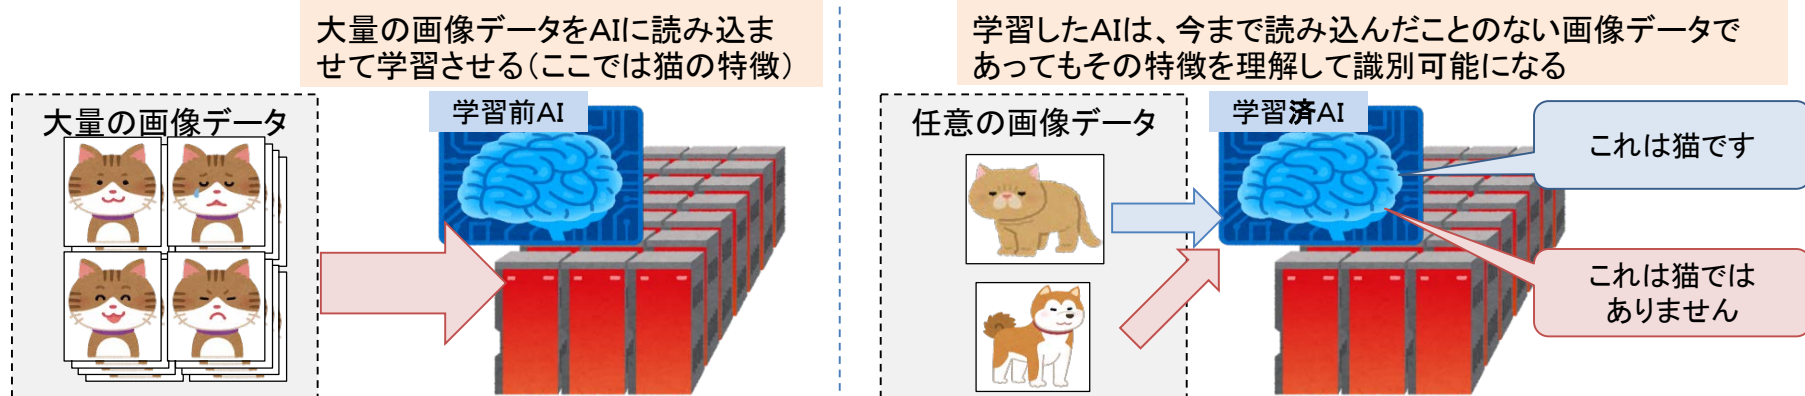 大量の画像データをAIに読み込ま
せて学習させる(ここでは猫の特徴)
大量の画像データ
学習前AI
学習したAIは、今まで読み込んだことのない画像データで
あってもその特徴を理解して識別可能になる
任意の画像データ
学習済AI
これは猫です
これは猫では
ありません